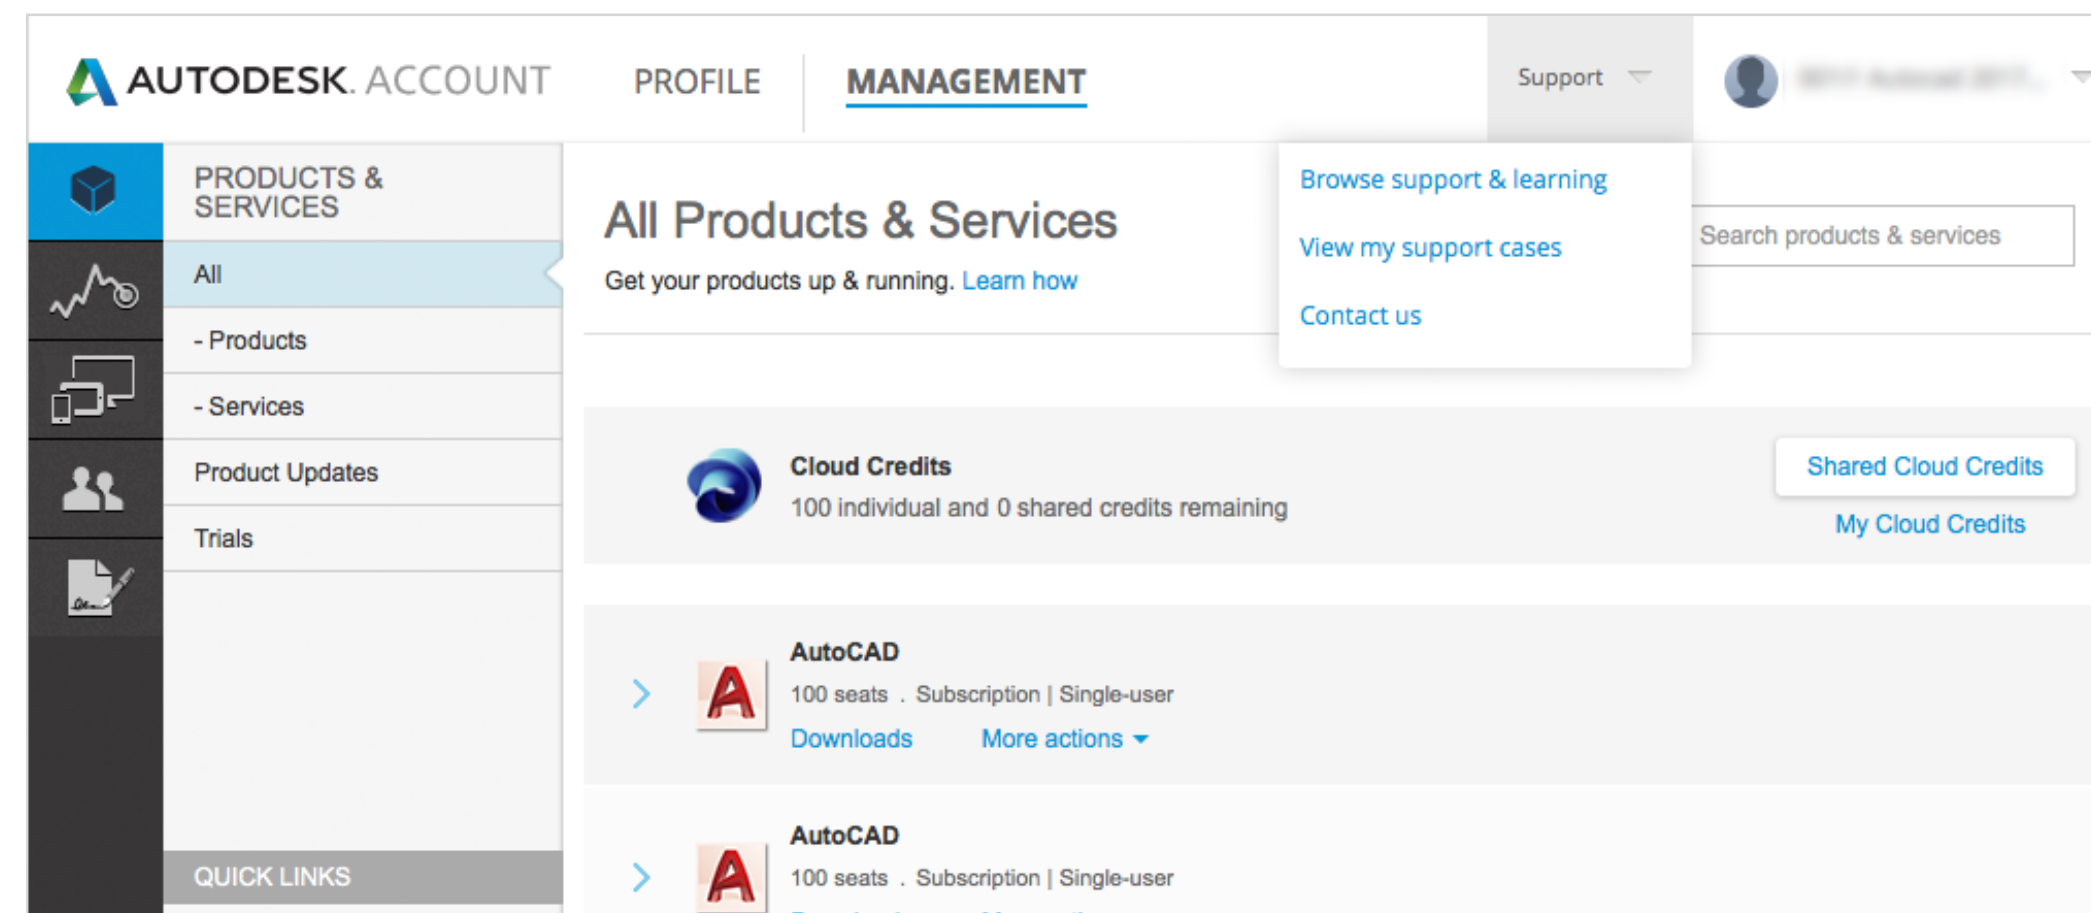 AUTODESK. ACCOUNT
PROFILE
MANAGEMENT
Support
PRODUCTS &
SERVICES
All
- Products
- Services
Product Updates
Trials
QUICK LINKS
All Products & Services
Get your products up & running. Learn how
Browse support & learning
View my support cases
Contact us
Search products & services
Cloud Credits
100 individual and 0 shared credits remaining
Shared Cloud Credits
My Cloud Credits
AutoCAD
100 seats . Subscription | Single-user
Downloads More actions
AutoCAD
100 seats . Subscription | Single-user